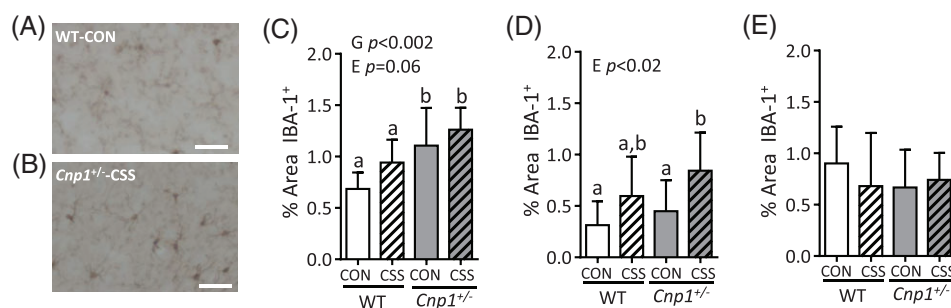 (A)
WT-CON
(B)
Cnp1+/--CSS
(C)
G p<0.002
E p=0.06
% Area IBA-1+
2.0
1.5
1.0
0.5
0.0
a
a
b
b
CON CSS CON CSS
WT Cnp1+/-
(D)
E p<0.02
% Area IBA-1+
2.0
1.5
1.0
0.5
0.0
a
a,b
a
b
CON CSS CON CSS
WT Cnp1+/-
(E)
% Area IBA-1+
2.0
1.5
1.0
0.5
0.0
CON CSS CON CSS
WT Cnp1+/-